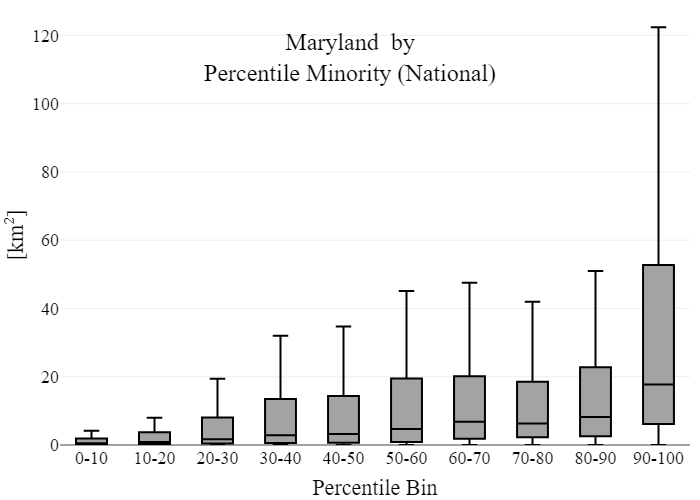 Maryland by
Percentile Minority (National)
[km²]
120
100
80
60
40
20
0
0-10 10-20 20-30 30-40 40-50 50-60 60-70 70-80 80-90 90-100
Percentile Bin